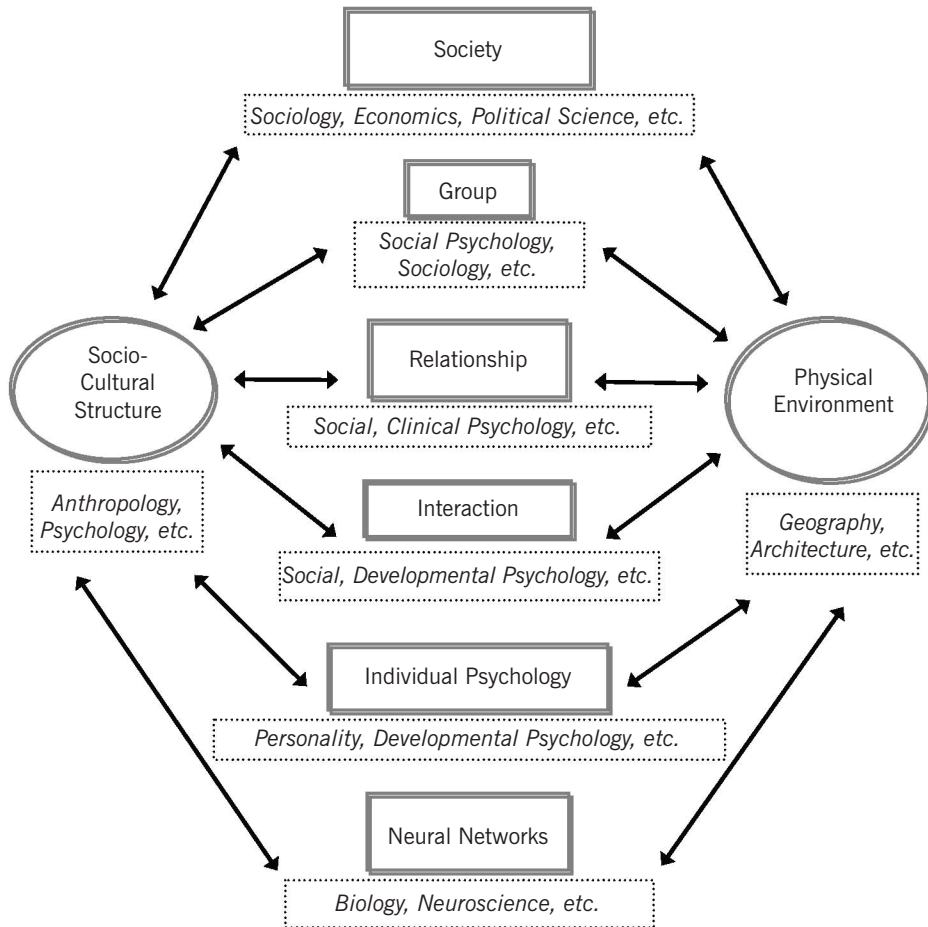 Society
Sociology, Economics, Political Science, etc.
Group
Social Psychology,
Sociology, etc.
Socio-
Cultural
Structure
Relationship
Physical
Environment
Social, Clinical Psychology, etc.
Anthropology,
Psychology, etc.
Interaction
Geography,
Architecture, etc.
Social, Developmental Psychology, etc.
Individual Psychology
Personality, Developmental Psychology, etc.
Neural Networks
Biology, Neuroscience, etc.